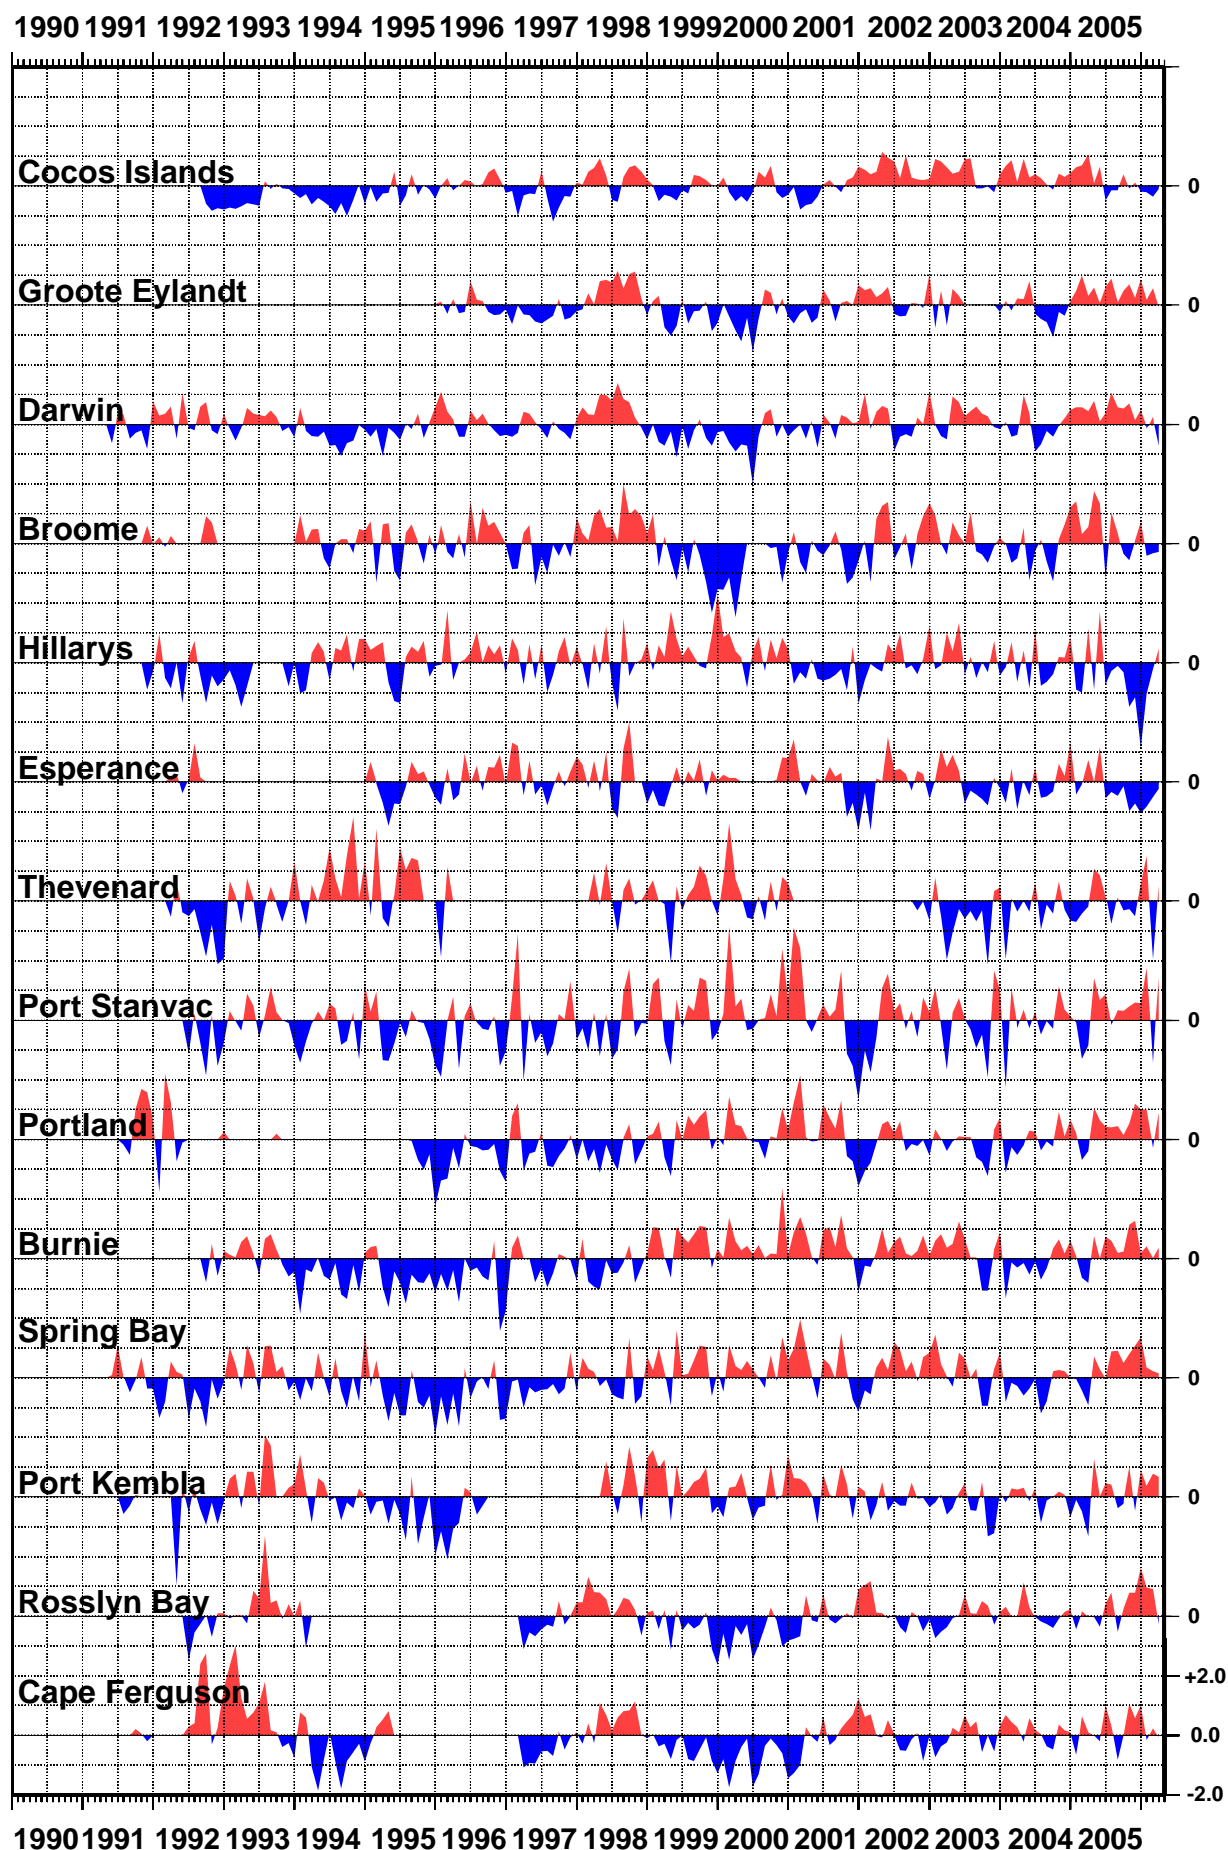 1990 1991 1992 1993 1994 1995 1996 1997 1998 1999 2000 2001 2002 2003 2004 2005
Cocos Islands 0
Groote Eylandt 0
Darwin 0
Broome 0
Hillarys 0
Esperance 0
Thevenard 0
Port Stanvac 0
Portland 0
Burnie 0
Spring Bay 0
Port Kembla 0
Rosslyn Bay 0
+2.0
Cape Ferguson
0.0
-2.0
1990 1991 1992 1993 1994 1995 1996 1997 1998 1999 2000 2001 2002 2003 2004 2005